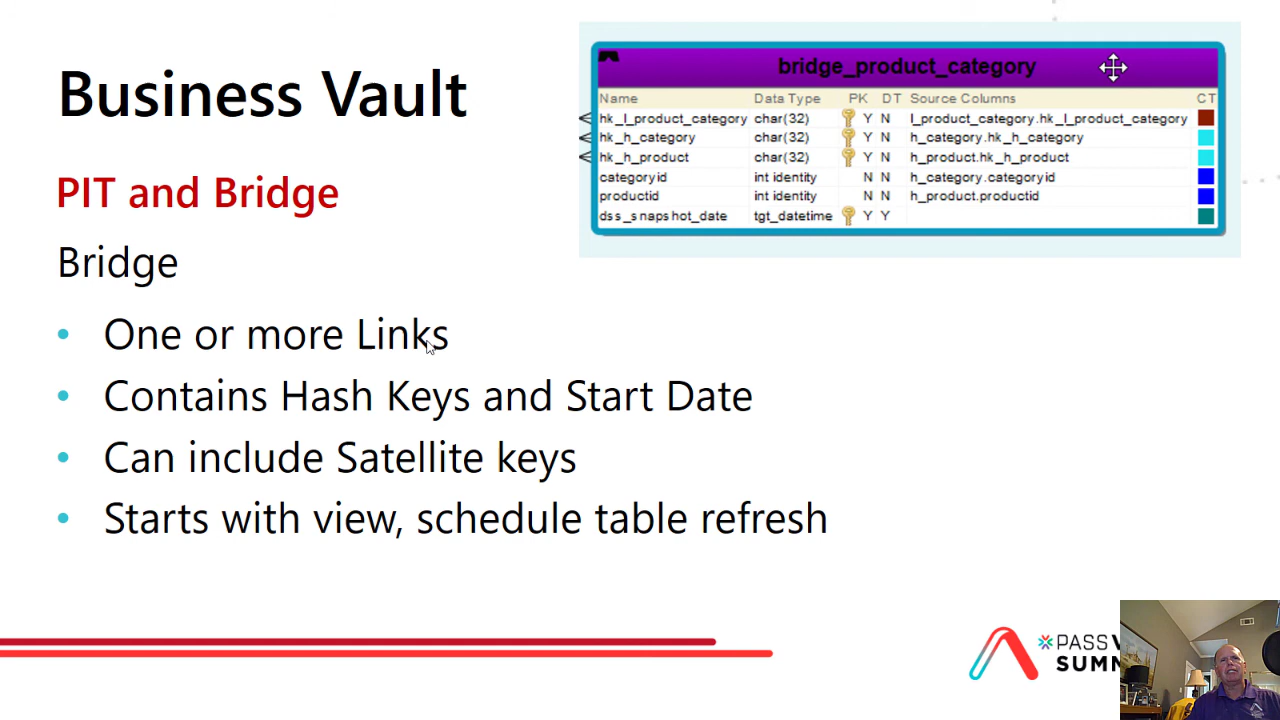 Business Vault
PIT and Bridge
Bridge
• One or more Links
• Contains Hash Keys and Start Date
• Can include Satellite keys
• Starts with view, schedule table refresh
bridge_product_category
Name Data Type PK DT Source Columns CT
hk_l_product_category char(32) Y N l_product_category.hk_l_product_category
hk_h_category char(32) Y N h_category.hk_h_category
hk_h_product char(32) Y N h_product.hk_h_product
categoryid int identity N N h_category.categoryid
productid int identity N N h_product.productid
dss_snapshot_date tgt_datetime Y Y
PASS V
SUMM